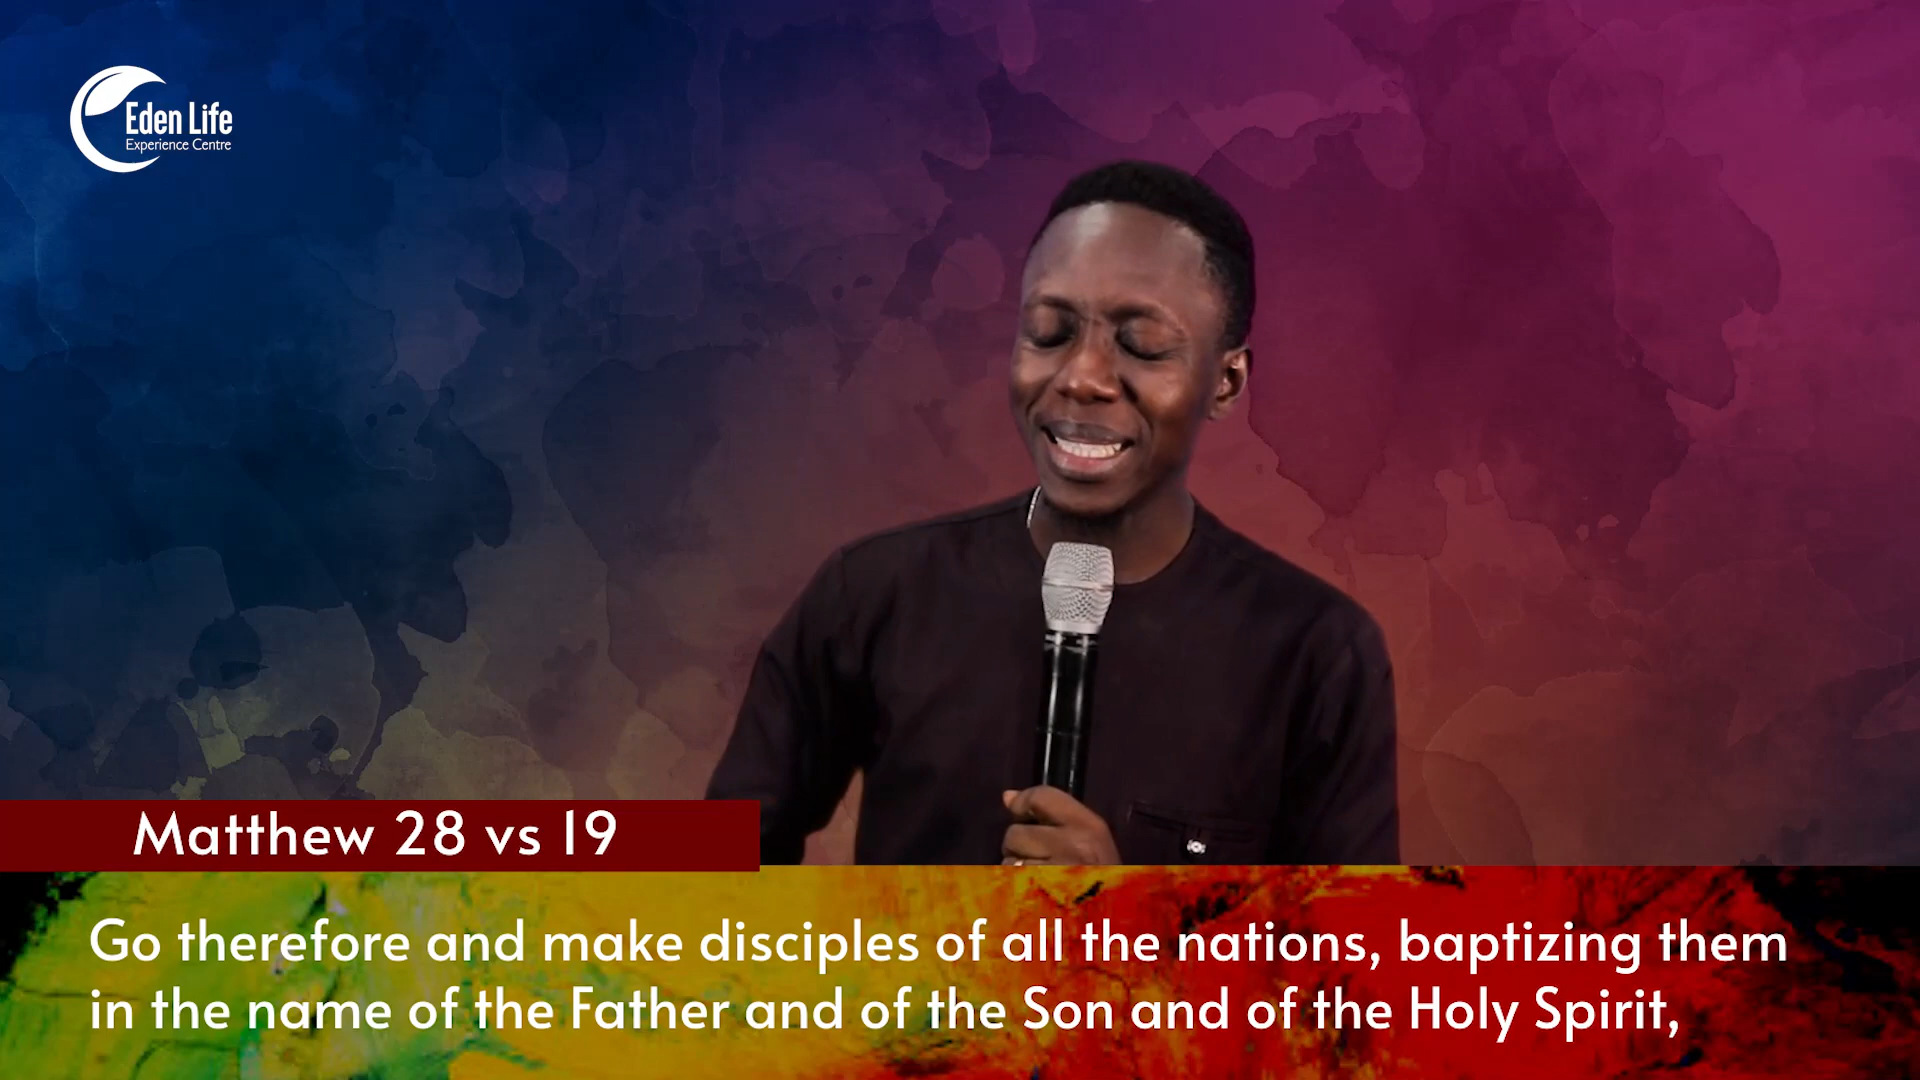 Eden Life
Experience Centre
Matthew 28 vs 19
Go therefore and make disciples of all the nations, baptizing them
in the name of the Father and of the Son and of the Holy Spirit,